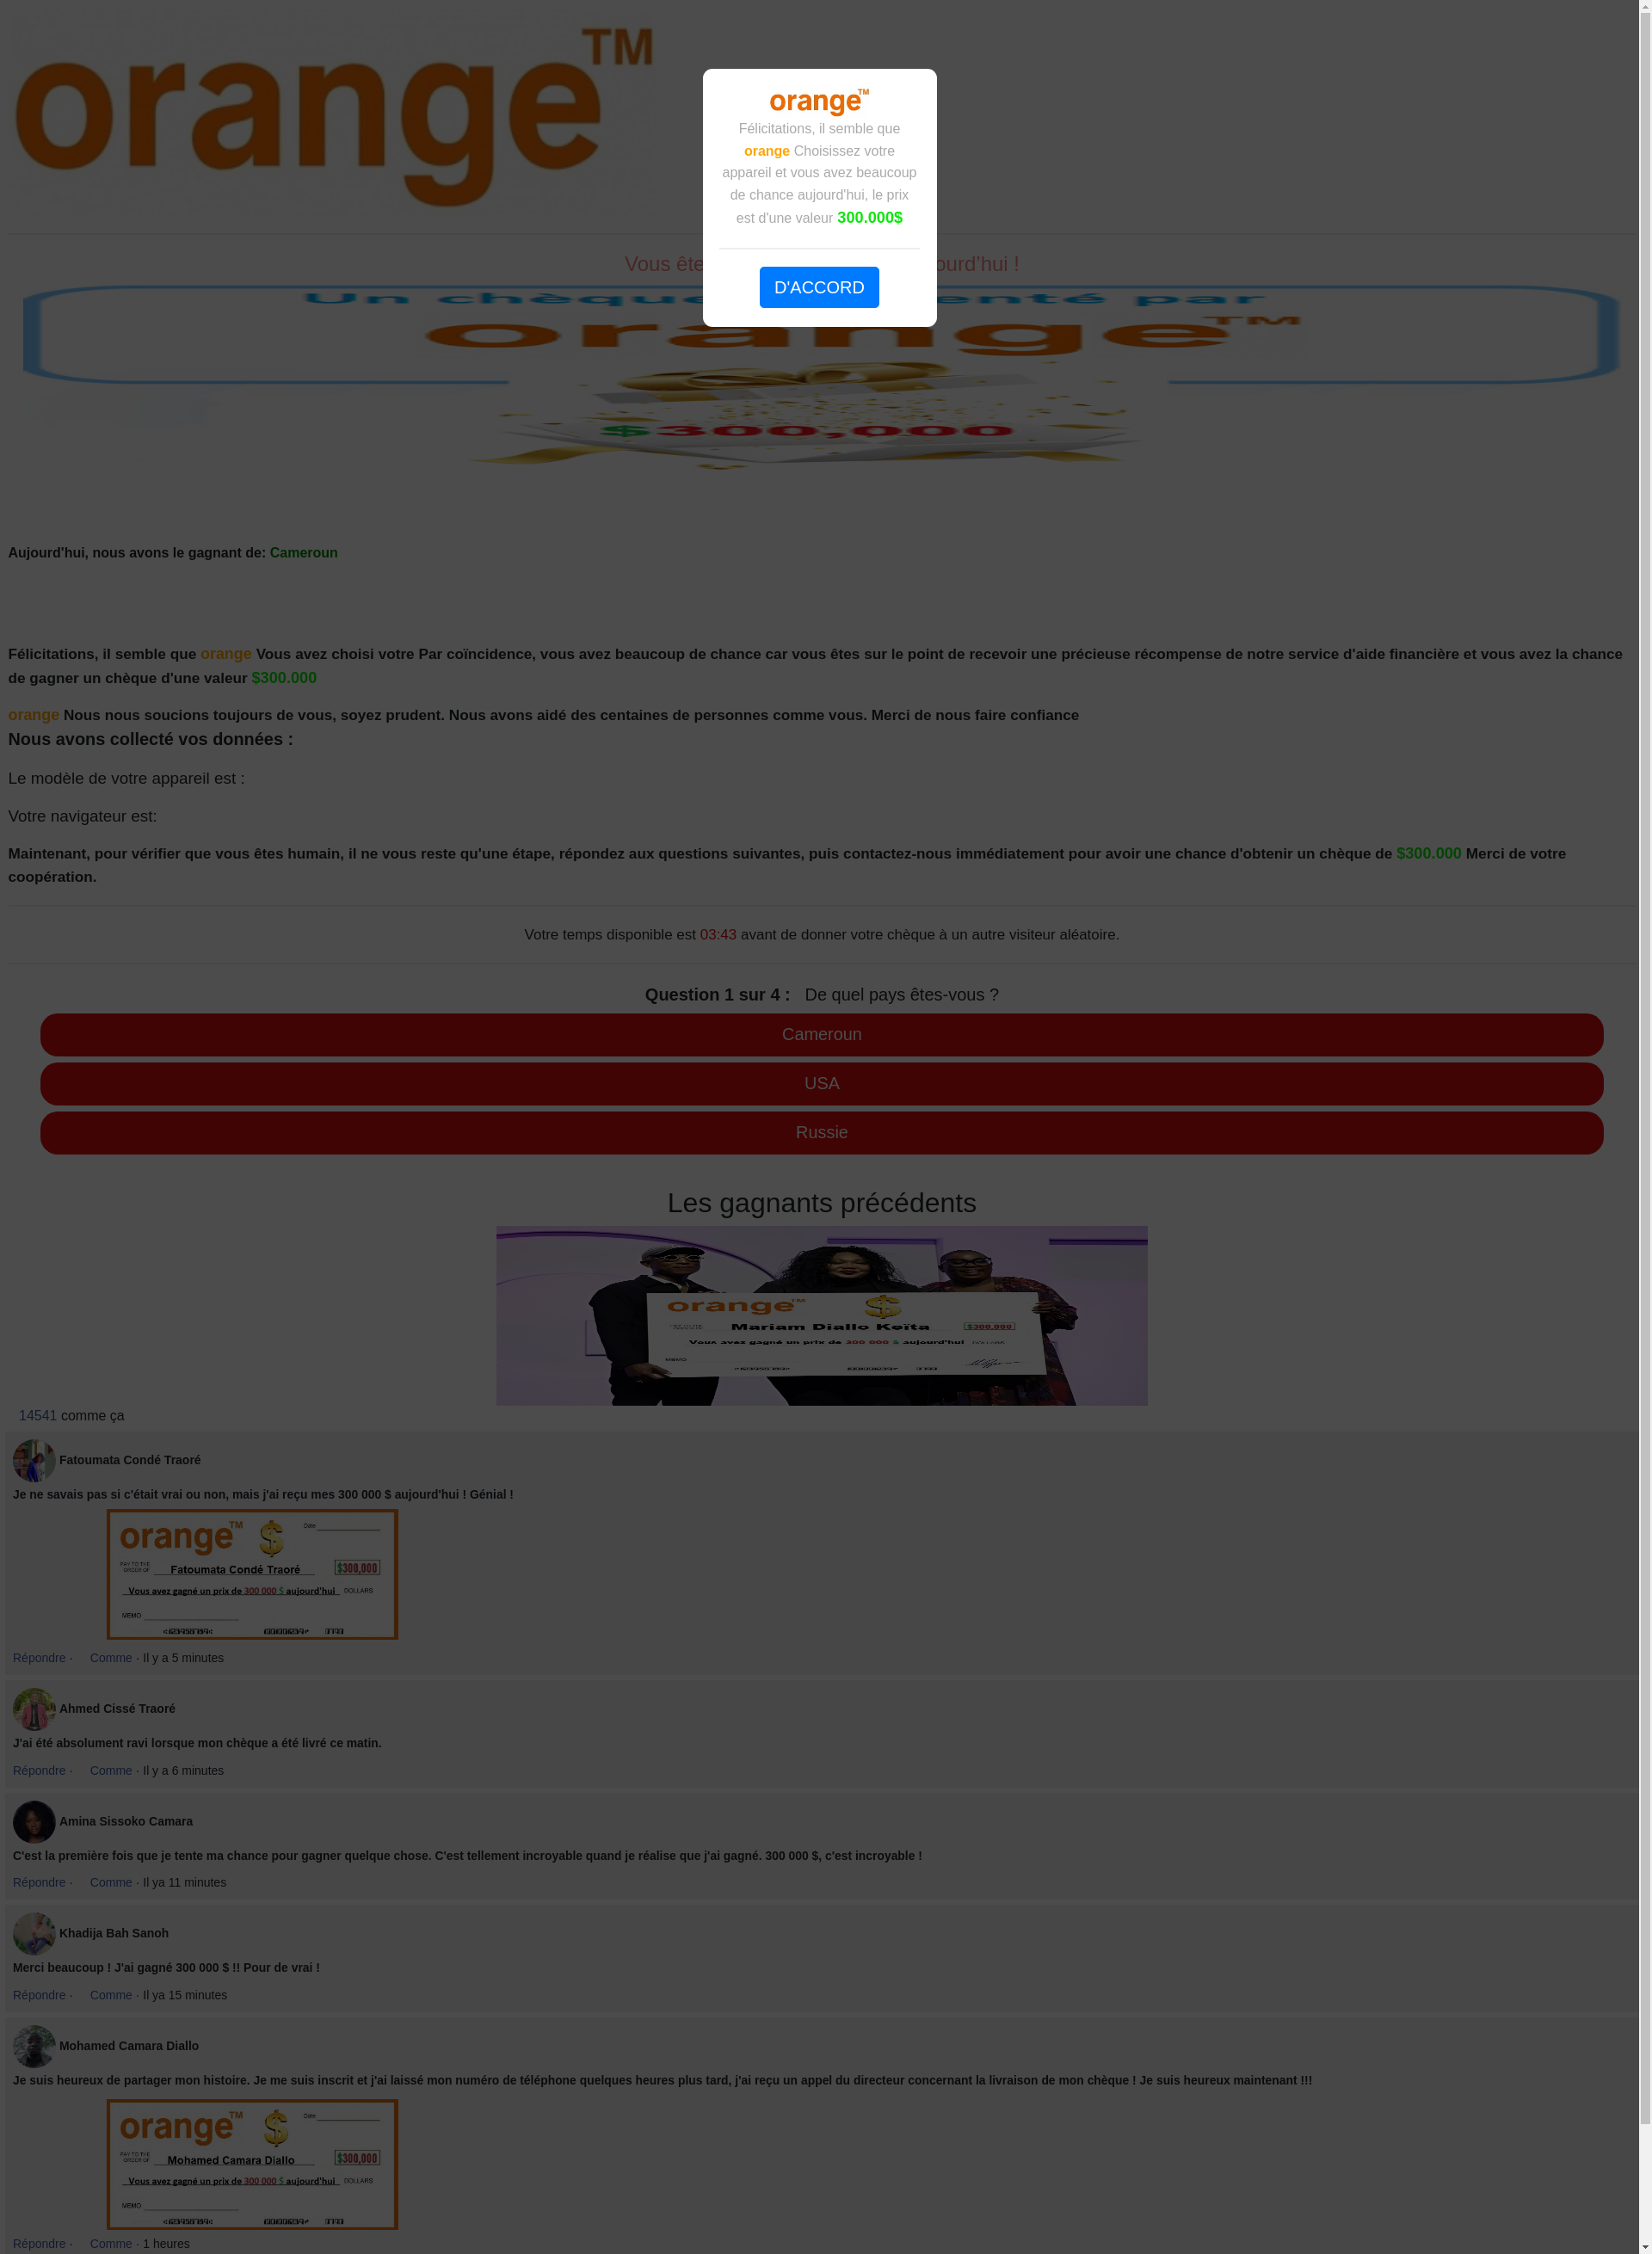 orange™
orange™
Félicitations, il semble que
orange Choisissez votre
appareil et vous avez beaucoup
de chance aujourd'hui, le prix
est d'une valeur 300.000$
D'ACCORD
Vous ête
ourd'hui !
Un chèque
enté par
orange™
$300,000
Aujourd'hui, nous avons le gagnant de: Cameroun
Félicitations, il semble que orange Vous avez choisi votre Par coïncidence, vous avez beaucoup de chance car vous êtes sur le point de recevoir une précieuse récompense de notre service d'aide financière et vous avez la chance
de gagner un chèque d'une valeur $300.000
orange Nous nous soucions toujours de vous, soyez prudent. Nous avons aidé des centaines de personnes comme vous. Merci de nous faire confiance
Nous avons collecté vos données :
Le modèle de votre appareil est :
Votre navigateur est:
Maintenant, pour vérifier que vous êtes humain, il ne vous reste qu'une étape, répondez aux questions suivantes, puis contactez-nous immédiatement pour avoir une chance d'obtenir un chèque de $300.000 Merci de votre
coopération.
Votre temps disponible est 03:43 avant de donner votre chèque à un autre visiteur aléatoire.
Question 1 sur 4 : De quel pays êtes-vous ?
Cameroun
USA
Russie
Les gagnants précédents
orange™ $
Mariam Diallo Keïta $300,000
Vous avez gagné un prix de 300 000 $ aujourd'hui DOLLARS
MEMO
14541 comme ça
Fatoumata Condé Traoré
Je ne savais pas si c'était vrai ou non, mais j'ai reçu mes 300 000 $ aujourd'hui ! Génial !
orange™ $ Date
PAY TO THE
ORDER OF Fatoumata Condé Traoré $300,000
Vous avez gagné un prix de 300 000 $ aujourd'hui DOLLARS
MEMO
Répondre · Comme · Il y a 5 minutes
Ahmed Cissé Traoré
J'ai été absolument ravi lorsque mon chèque a été livré ce matin.
Répondre · Comme · Il y a 6 minutes
Amina Sissoko Camara
C'est la première fois que je tente ma chance pour gagner quelque chose. C'est tellement incroyable quand je réalise que j'ai gagné. 300 000 $, c'est incroyable !
Répondre · Comme · Il ya 11 minutes
Khadija Bah Sanoh
Merci beaucoup ! J'ai gagné 300 000 $ !! Pour de vrai !
Répondre · Comme · Il ya 15 minutes
Mohamed Camara Diallo
Je suis heureux de partager mon histoire. Je me suis inscrit et j'ai laissé mon numéro de téléphone quelques heures plus tard, j'ai reçu un appel du directeur concernant la livraison de mon chèque ! Je suis heureux maintenant !!!
orange™ $ Date
PAY TO THE
ORDER OF Mohamed Camara Diallo $300,000
Vous avez gagné un prix de 300 000 $ aujourd'hui DOLLARS
MEMO
Répondre · Comme · 1 heures